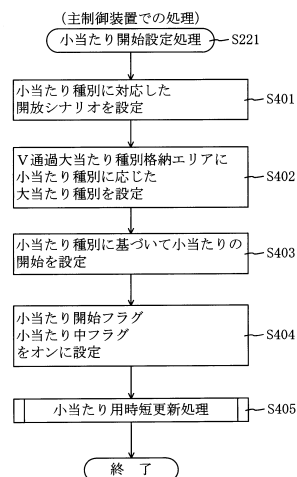 (主制御装置での処理)
小当たり開始設定処理
S221
小当たり種別に対応した
開放シナリオを設定
S401
V通過大当たり種別格納エリアに
小当たり種別に応じた
大当たり種別を設定
S402
小当たり種別に基づいて小当たりの
開始を設定
S403
小当たり開始フラグ
小当たり中フラグ
をオンに設定
S404
小当たり用時短更新処理
S405
終 了